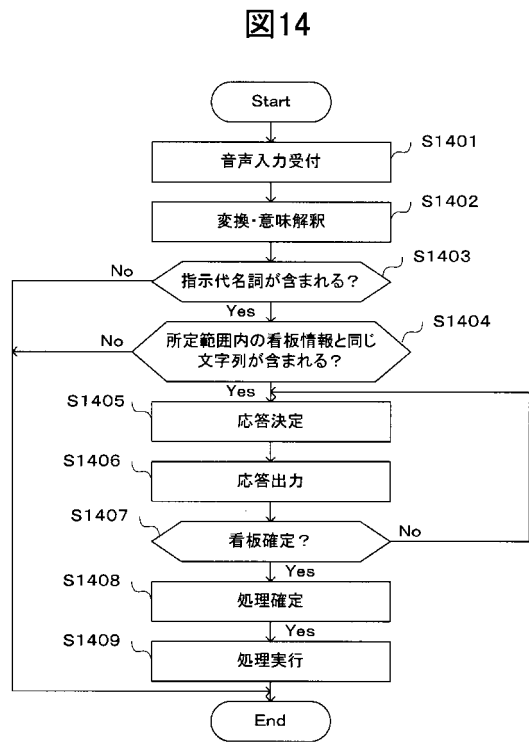 図14
Start
S1401
音声入力受付
S1402
変換・意味解釈
S1403
No
指示代名詞が含まれる?
Yes
S1404
No
所定範囲内の看板情報と同じ
文字列が含まれる?
Yes
S1405
応答決定
S1406
応答出力
S1407
看板確定?
No
Yes
S1408
処理確定
Yes
S1409
処理実行
End